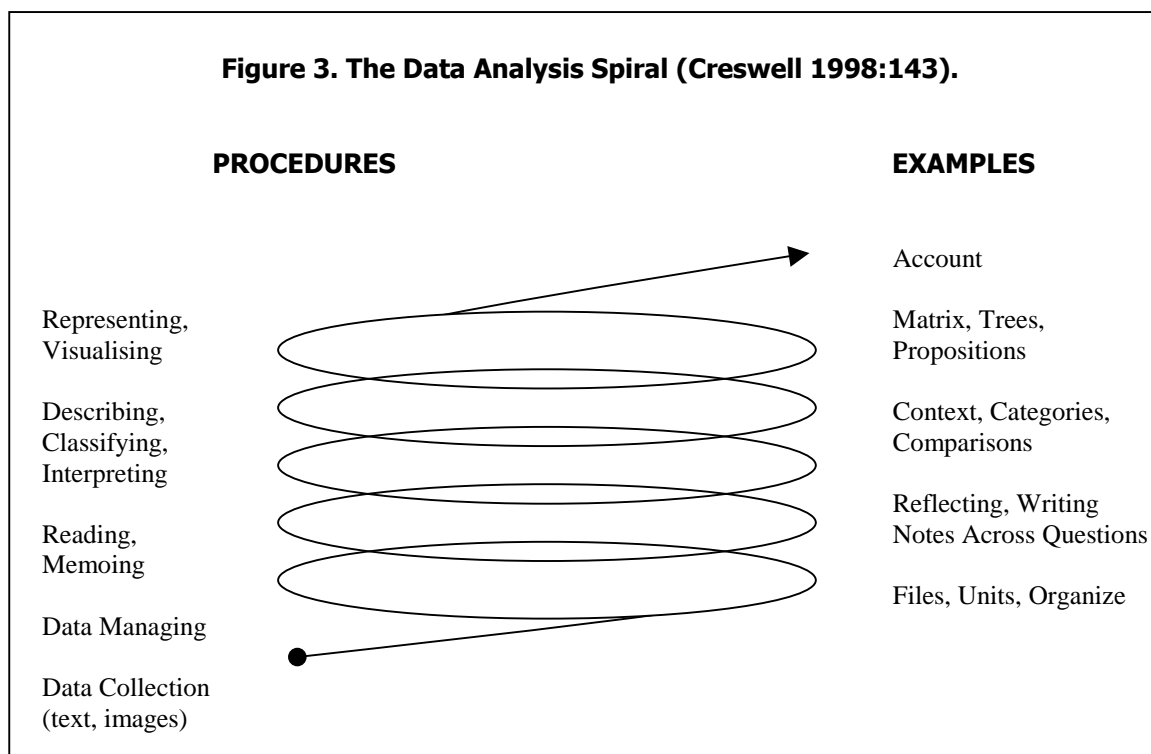 Figure 3. The Data Analysis Spiral (Creswell 1998:143).
PROCEDURES
EXAMPLES
Account
Representing,
Visualising
Matrix, Trees,
Propositions
Describing,
Classifying,
Interpreting
Context, Categories,
Comparisons
Reading,
Memoing
Reflecting, Writing
Notes Across Questions
Data Managing
Files, Units, Organize
Data Collection
(text, images)